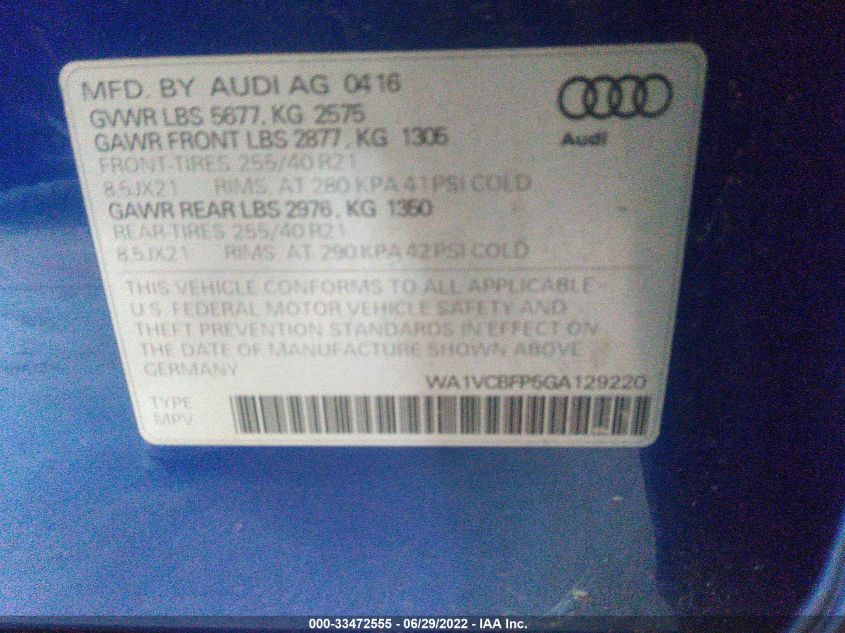 MFD. BY AUDI AG 04 16
GVWR LBS 5677, KG 2575
GAWR FRONT LBS 2877, KG 1305
FRONT-TIRES 255/40 R21
8.5JX21 RIMS AT 280 KPA 41 PSI COLD
GAWR REAR LBS 2976, KG 1350
REAR-TIRES 255/40 R21
8.5JX21 RIMS AT 290 KPA 42 PSI COLD
THIS VEHICLE CONFORMS TO ALL APPLICABLE
U.S. FEDERAL MOTOR VEHICLE SAFETY AND
THEFT PREVENTION STANDARDS IN EFFECT ON
THE DATE OF MANUFACTURE SHOWN ABOVE
GERMANY
WA1VCBFP5GA129220
TYPE
MPV
Audi
000-33472555 - 06/29/2022 - IAA Inc.